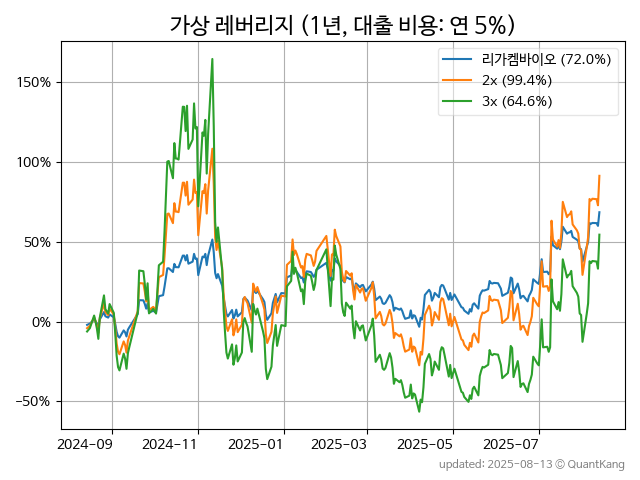 가상 레버리지 (1년, 대출 비용: 연 5%)
리가켐바이오 (72.0%)
2x (99.4%)
3x (64.6%)
150%
100%
50%
0%
−50%
2024-09 2024-11 2025-01 2025-03 2025-05 2025-07
updated: 2025-08-13 © QuantKang